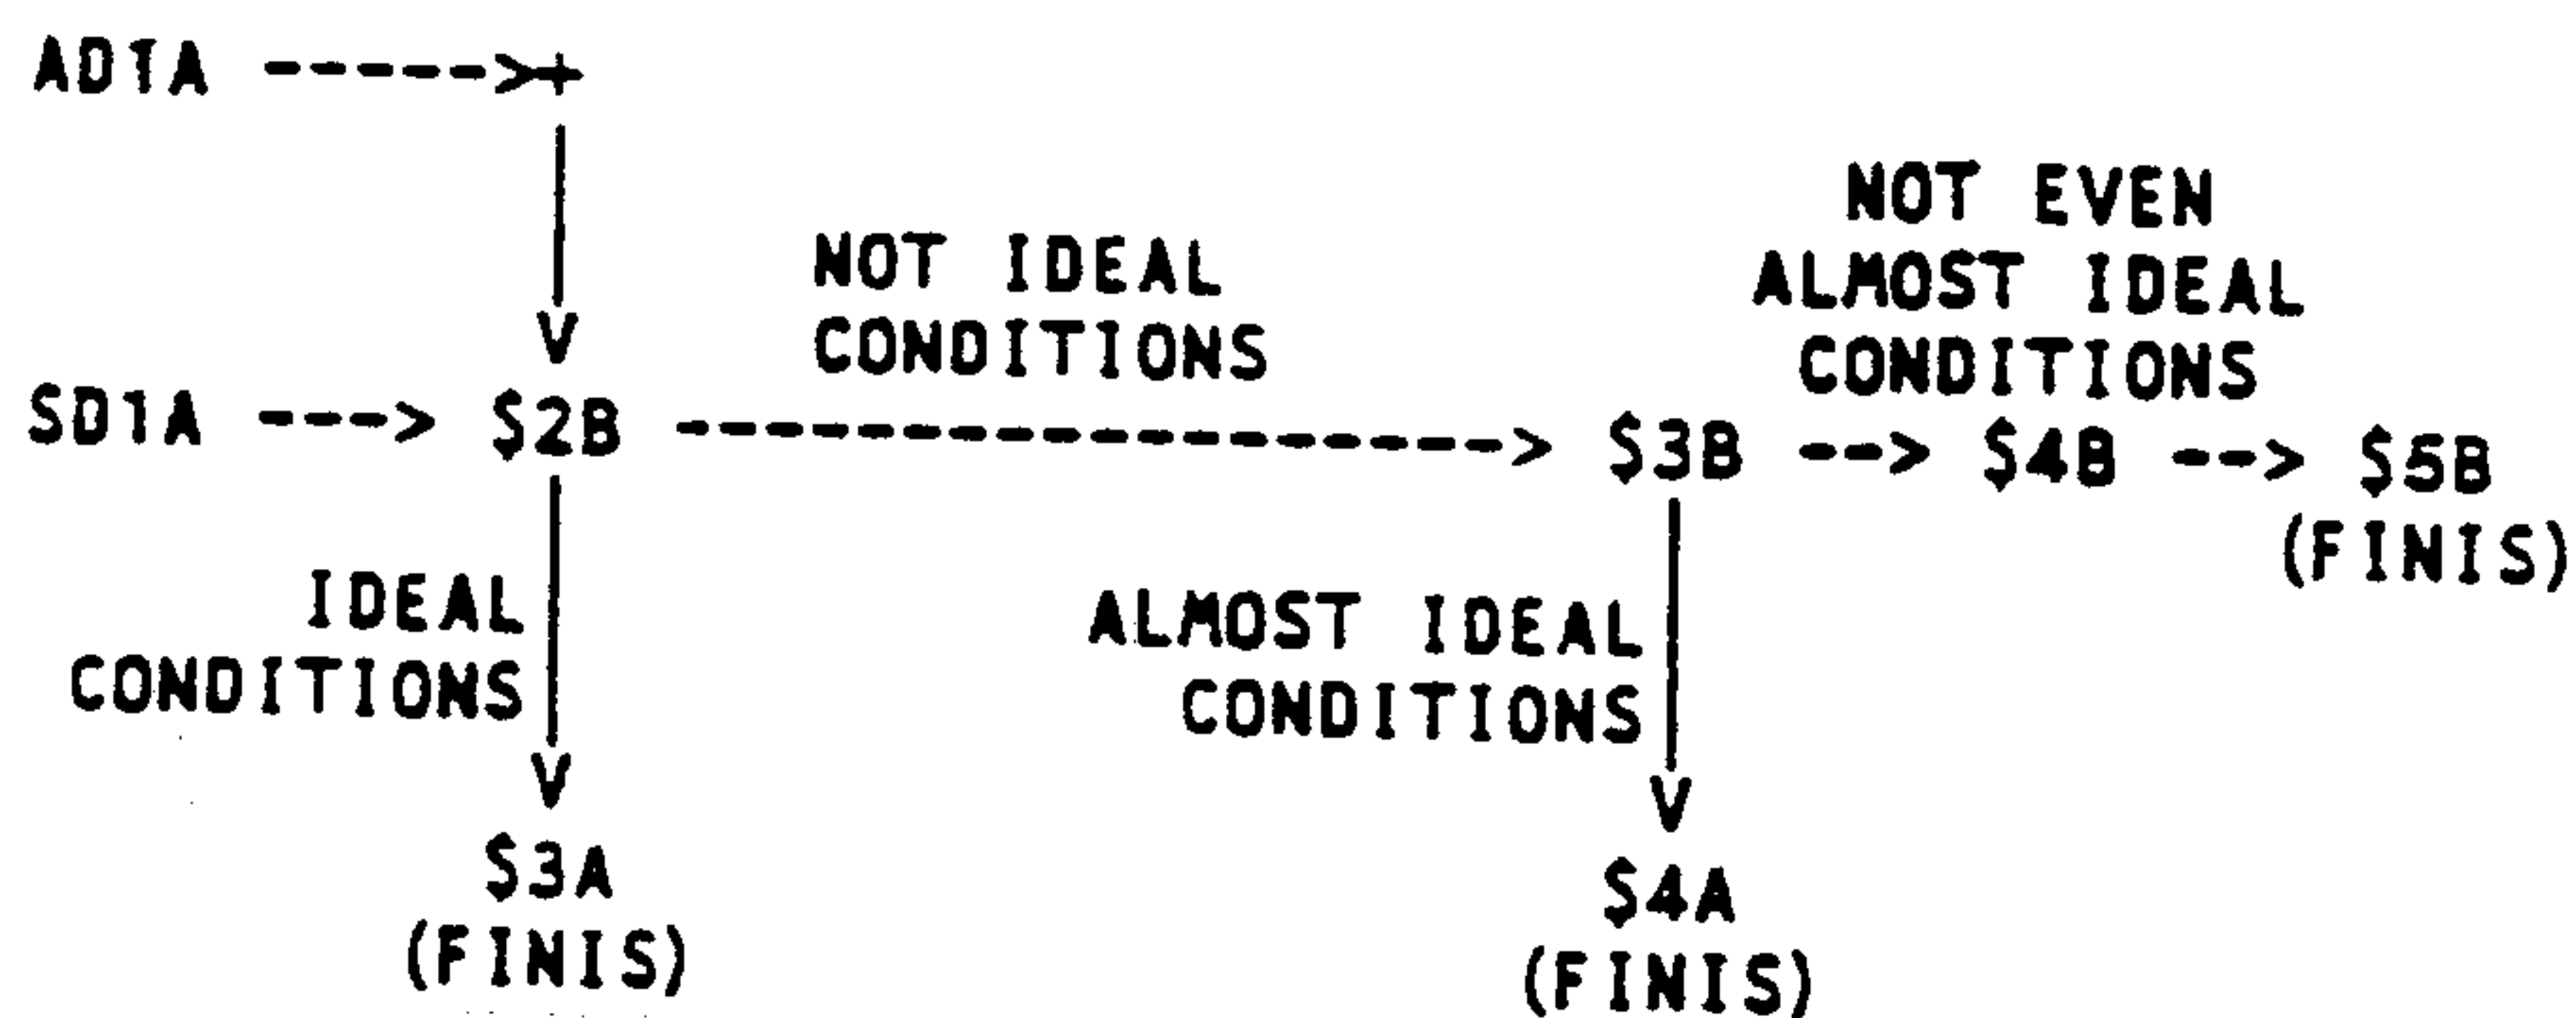 AD1A ----->+
NOT EVEN
ALMOST IDEAL
CONDITIONS
NOT IDEAL
CONDITIONS
V
SD1A ---> $2B -------------------> $3B --> $4B --> $5B
(FINIS)
IDEAL
CONDITIONS
ALMOST IDEAL
CONDITIONS
V
V
$3A
(FINIS)
$4A
(FINIS)